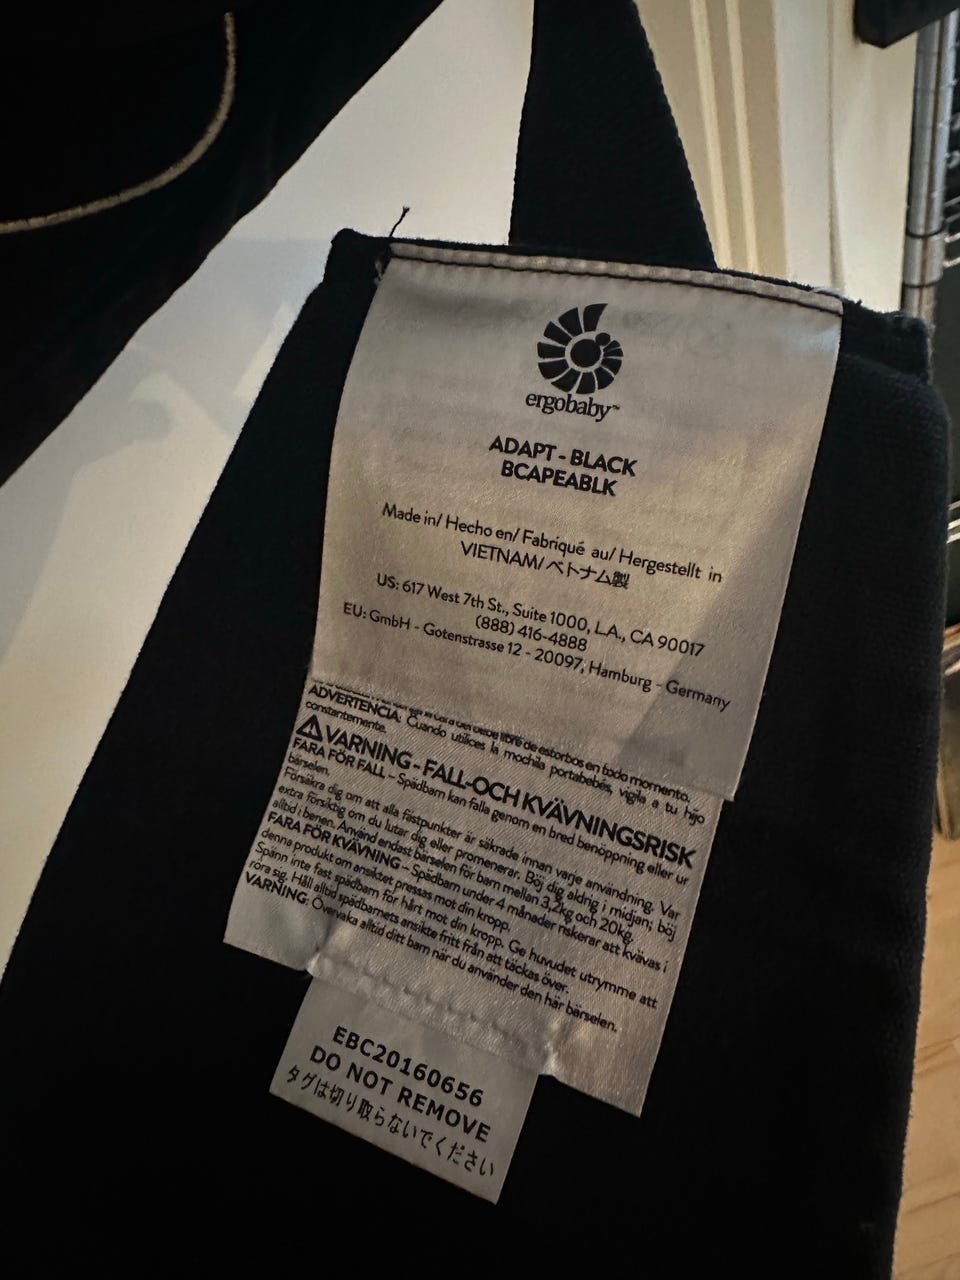 ergobaby™
ADAPT - BLACK
BCAPEABLK
Made in/ Hecho en/ Fabriqué au/ Hergestellt in
VIETNAM/ベトナム製
US: 617 West 7th St., Suite 1000, L.A., CA 90017
(888) 416-4888
EU: GmbH - Gotenstrasse 12 - 20097, Hamburg - Germany
libre de estorbos en todo momento.
ADVERTENCIA: Cuando utilices la mochila portabebés, vigila a tu hijo
constantemente.
⚠ VARNING - FALL-OCH KVÄVNINGSRISK
FARA FÖR FALL – Spädbarn kan falla genom en bred benöppning eller ur
bärselen.
Försäkra dig om att alla fästpunkter är säkrade innan varje användning. Var
extra försiktig om du lutar dig eller promenerar. Böj dig aldrig i midjan; böj
alltid i benen. Använd endast bärselen för barn mellan 3,2kg och 20kg.
FARA FÖR KVÄVNING – Spädbarn under 4 månader riskerar att kvävas i
denna produkt om ansiktet pressas mot din kropp.
Spänn inte fast spädbarn för hårt mot din kropp. Ge huvudet utrymme att
röra sig. Håll alltid spädbarnets ansikte fritt från att täckas över.
VARNING: Övervaka alltid ditt barn när du använder den här bärselen.
EBC20160656
DO NOT REMOVE
タグは切り取らないでください